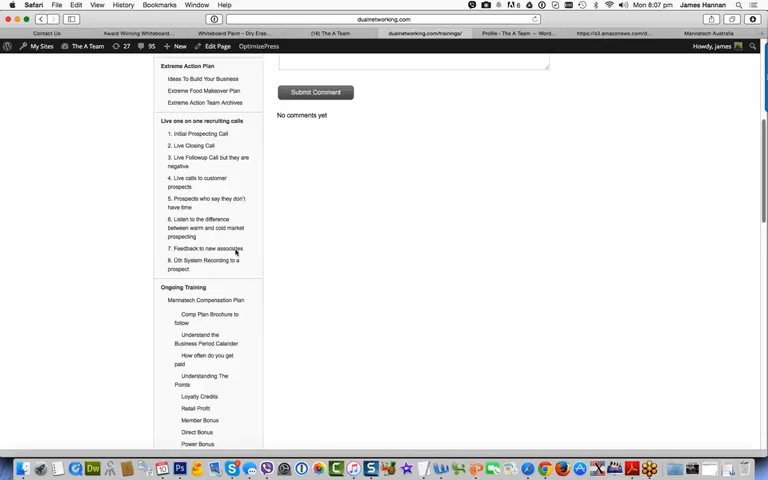 Safari File Edit View History Bookmarks Window Help
6 Mon 8:07 pm James Hannan
dualnetworking.com
Contact Us
Award Winning Whiteboard...
Whiteboard Paint – Dry Eras...
(16) The A Team
dualnetworking.com/trainings/
Profile ‹ The A Team — Word...
https://s3.amazonaws.com/d...
Mannatech Australia
My Sites The A Team 27 95 + New Edit Page OptimizePress
Howdy, james
Extreme Action Plan
Ideas To Build Your Business
Extreme Food Makeover Plan
Extreme Action Team Archives
Submit Comment
No comments yet
Live one on one recruiting calls
1. Initial Prospecting Call
2. Live Closing Call
3. Live Followup Call but they are
negative
4. Live calls to customer
prospects
5. Prospects who say they don't
have time
6. Listen to the difference
between warm and cold market
prospecting
7. Feedback to new associates
8. Ūth System Recording to a
prospect
Ongoing Training
Mannatech Compensation Plan
Comp Plan Brochure to
follow
Understand the
Business Period Calander
How often do you get
paid
Understanding The
Points
Loyalty Credits
Retail Profit
Member Bonus
Direct Bonus
Power Bonus